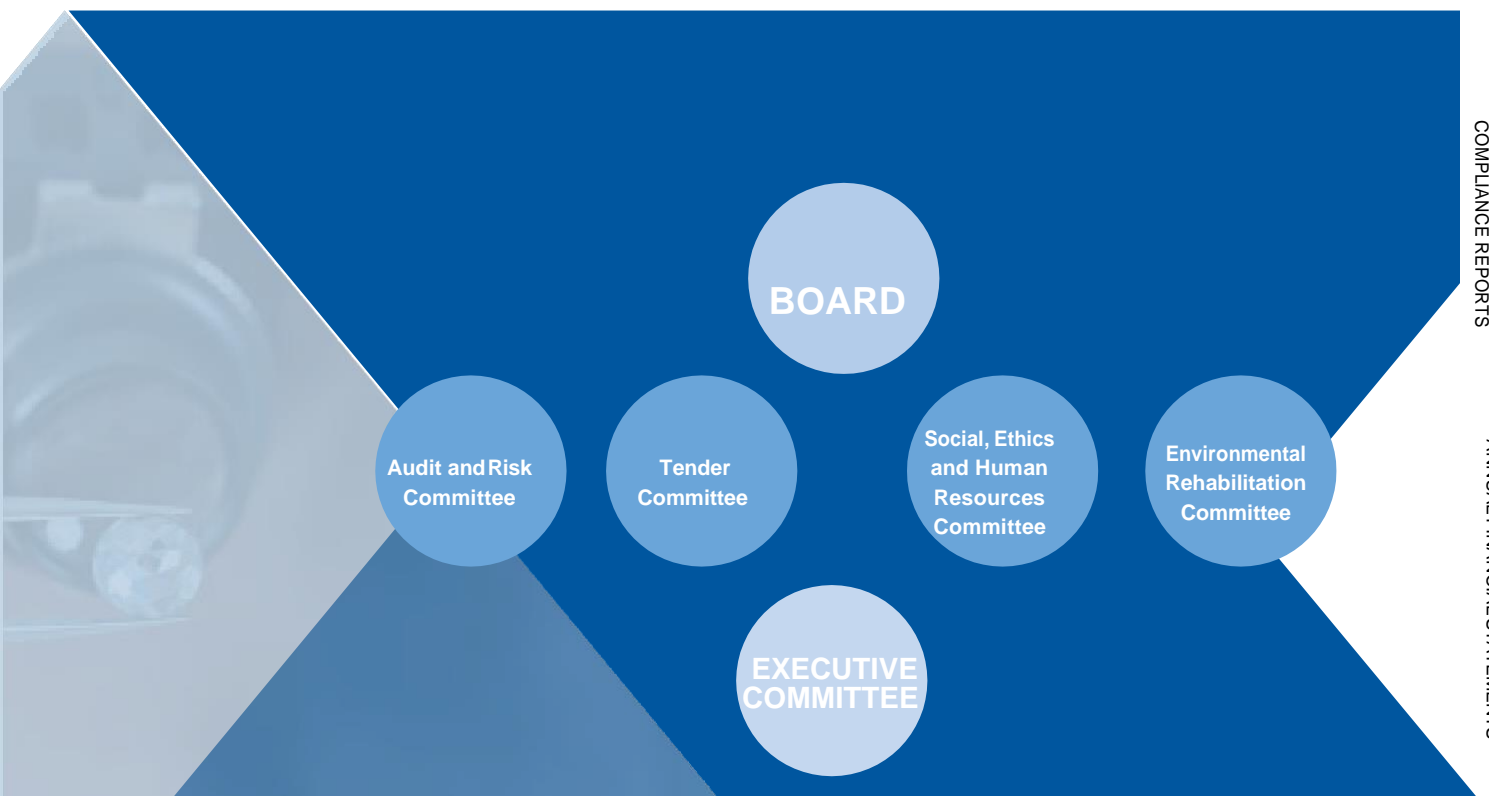 COMPLIANCE REPORTS
BOARD
Audit and Risk
Committee
Tender
Committee
Social, Ethics
and Human
Resources
Committee
Environmental
Rehabilitation
Committee
EXECUTIVE
COMMITTEE